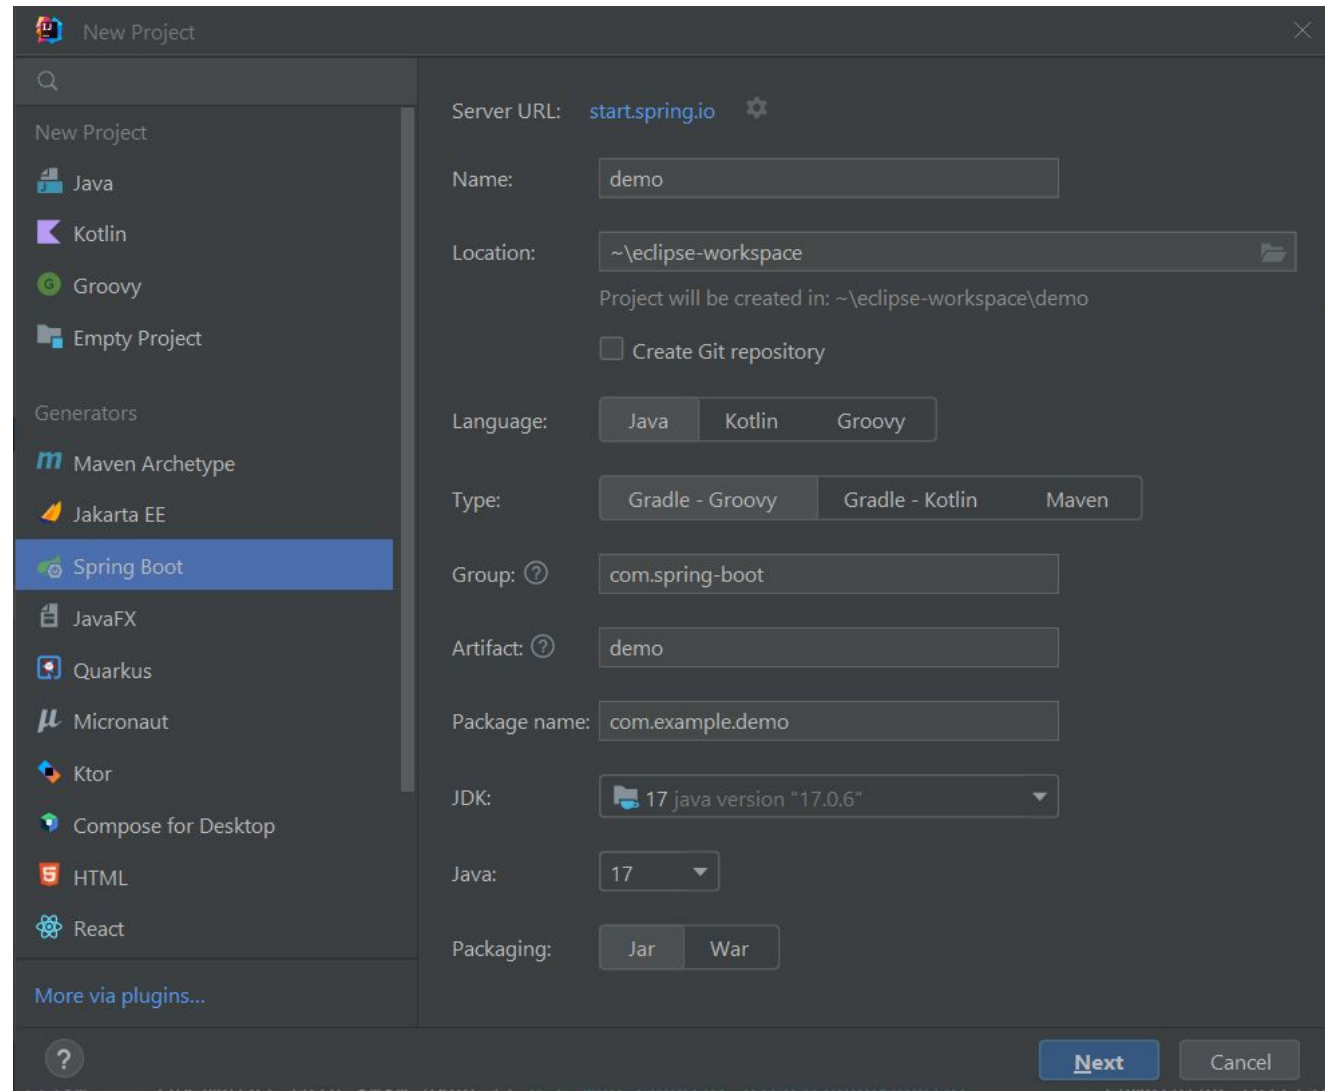 New Project
New Project
Java
Kotlin
Groovy
Empty Project
Generators
Maven Archetype
Jakarta EE
Spring Boot
JavaFX
Quarkus
Micronaut
Ktor
Compose for Desktop
HTML
React
More via plugins...
Server URL: start.spring.io
Name: demo
Location: ~\eclipse-workspace
Project will be created in: ~\eclipse-workspace\demo
Create Git repository
Language: Java Kotlin Groovy
Type: Gradle - Groovy Gradle - Kotlin Maven
Group: com.spring-boot
Artifact: demo
Package name: com.example.demo
JDK: 17 java version "17.0.6"
Java: 17
Packaging: Jar War
? Next Cancel